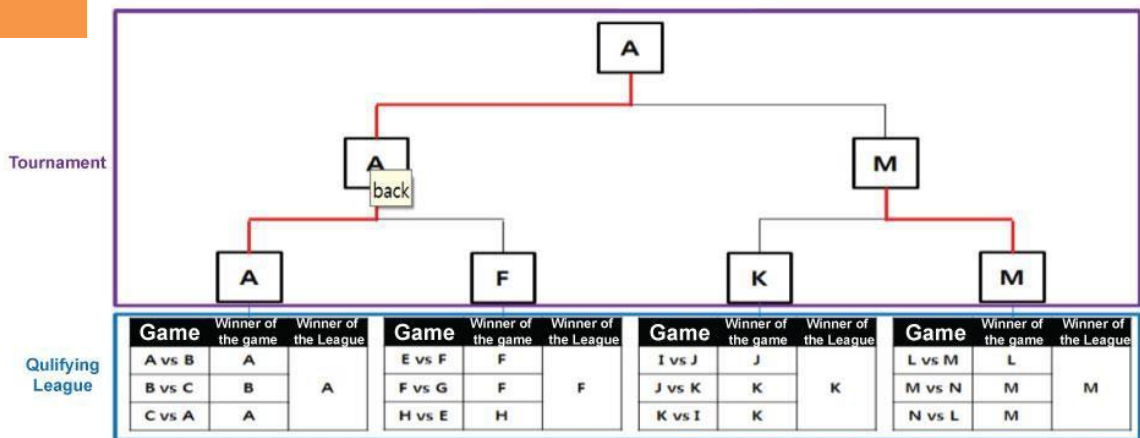 A
Tournament
A
M
back
A
F
K
M
Qulifying
League
Game Winner of the game Winner of the League
A vs B A
B vs C B A
C vs A A
Game Winner of the game Winner of the League
E vs F F
F vs G F F
H vs E H
Game Winner of the game Winner of the League
I vs J J
J vs K K K
K vs I K
Game Winner of the game Winner of the League
L vs M L
M vs N M M
N vs L M